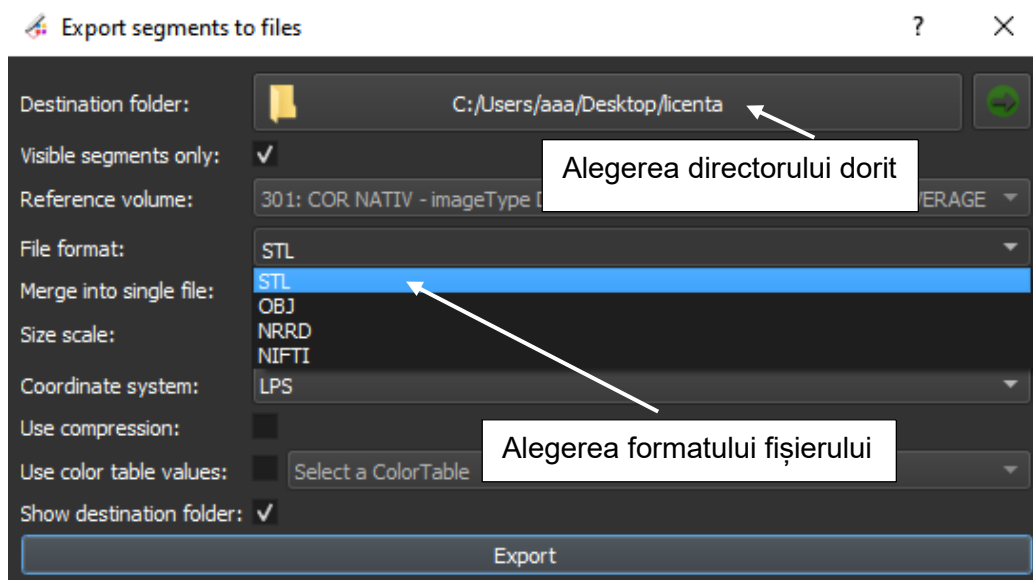 Export segments to files ?
Destination folder: C:/Users/aaa/Desktop/licenta
Alegerea directorului dorit
Visible segments only:
Reference volume: 301: COR NATIV - imageType
File format: STL
STL
Merge into single file:
OBJ
Size scale: NRRD
NIFTI
Coordinate system: LPS
Use compression:
Alegerea formatului fișierului
Use color table values: Select a ColorTable
Show destination folder:
Export